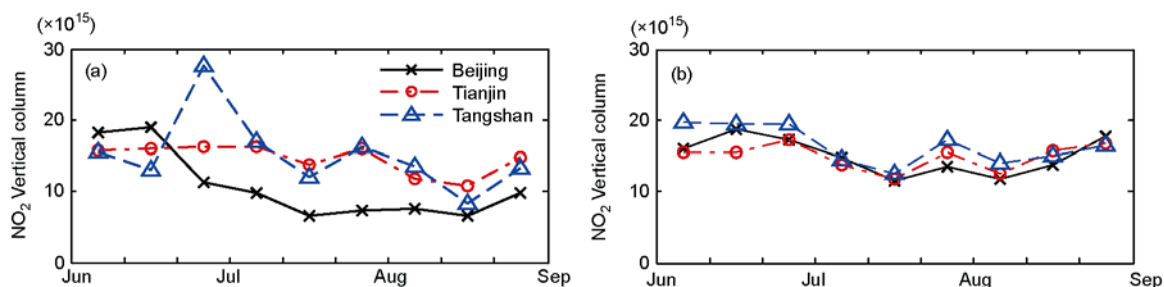 (×10¹⁵)
30
20
10
0
NO₂ Vertical column
(a)
Beijing
Tianjin
Tangshan
Jun Jul Aug Sep
(×10¹⁵)
30
20
10
0
NO₂ Vertical column
(b)
Jun Jul Aug Sep